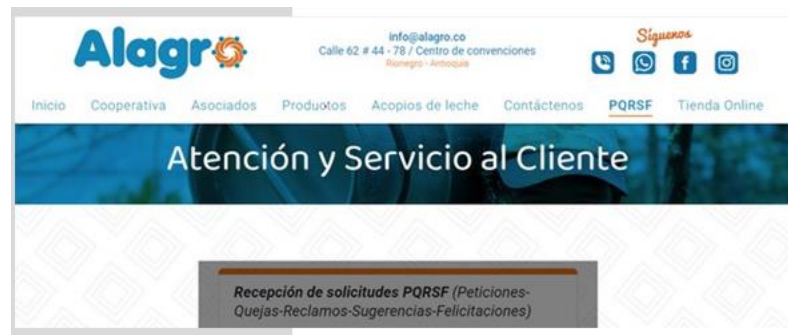 Alagro
info@alagro.co
Calle 62 # 44 - 78 / Centro de convenciones
Rionegro - Antioquia
Síguenos
Inicio Cooperativa Asociados Productos Acopios de leche Contáctenos PQRSF Tienda Online
Atención y Servicio al Cliente
Recepción de solicitudes PQRSF (Peticiones-
Quejas-Reclamos-Sugerencias-Felicitaciones)